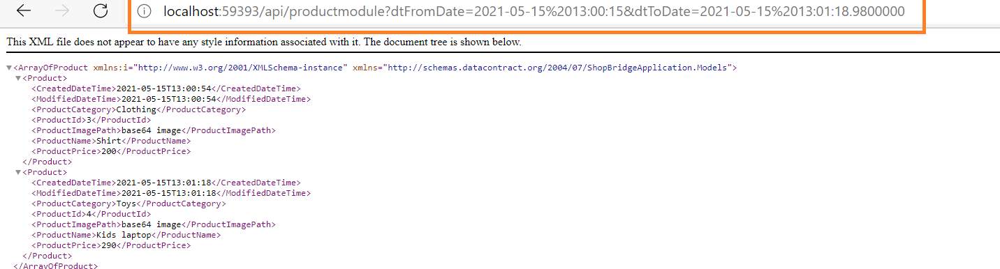 localhost:59393/api/productmodule?dtFromDate=2021-05-15%2013:00:15&dtToDate=2021-05-15%2013:01:18.9800000
This XML file does not appear to have any style information associated with it. The document tree is shown below.
<ArrayOfProduct xmlns:i="http://www.w3.org/2001/XMLSchema-instance" xmlns="http://schemas.datacontract.org/2004/07/ShopBridgeApplication.Models">
<Product>
<CreatedDateTime>2021-05-15T13:00:54</CreatedDateTime>
<ModifiedDateTime>2021-05-15T13:00:54</ModifiedDateTime>
<ProductCategory>Clothing</ProductCategory>
<ProductId>3</ProductId>
<ProductImagePath>base64 image</ProductImagePath>
<ProductName>Shirt</ProductName>
<ProductPrice>200</ProductPrice>
</Product>
<Product>
<CreatedDateTime>2021-05-15T13:01:18</CreatedDateTime>
<ModifiedDateTime>2021-05-15T13:01:18</ModifiedDateTime>
<ProductCategory>Toys</ProductCategory>
<ProductId>4</ProductId>
<ProductImagePath>base64 image</ProductImagePath>
<ProductName>Kids laptop</ProductName>
<ProductPrice>290</ProductPrice>
</Product>
</ArrayOfProduct>